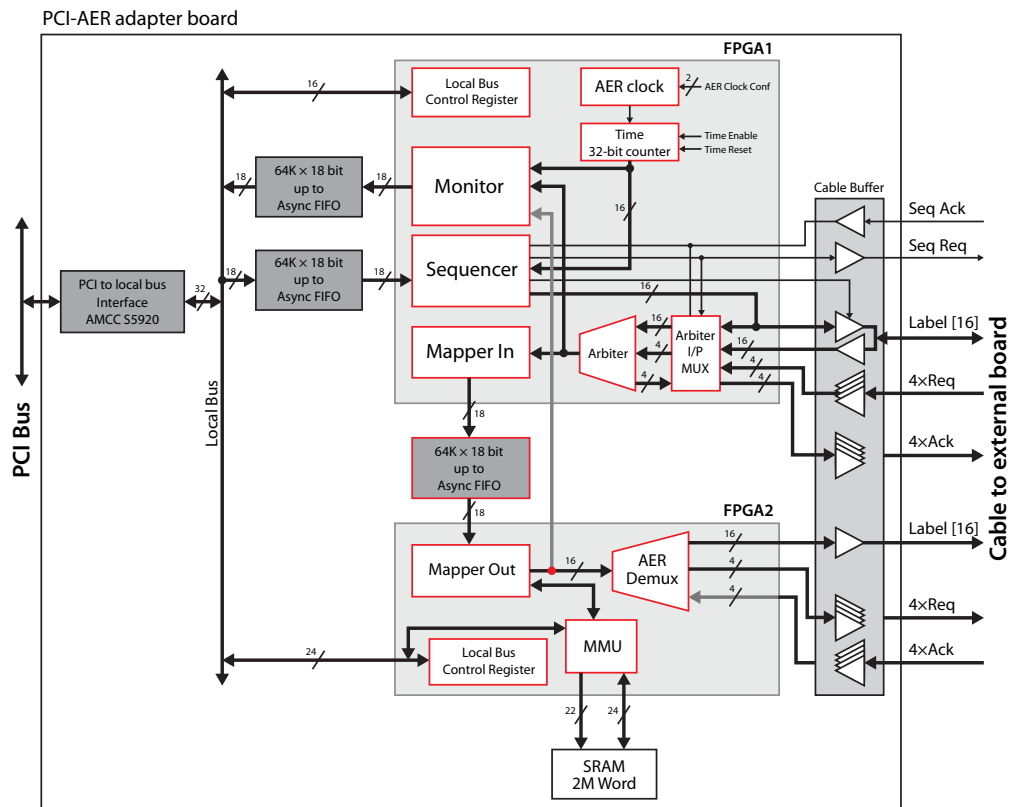 PCI-AER adapter board
FPGA1
Local Bus
Control Register
16
AER clock
2
AER Clock Conf
Time
32-bit counter
Time Enable
Time Reset
64K × 18 bit
up to
Async FIFO
18
18
Monitor
16
Cable Buffer
Seq Ack
Seq Req
64K × 18 bit
up to
Async FIFO
18
18
Sequencer
16
PCI to local bus
Interface
AMCC S5920
32
Mapper In
Arbiter
16
4
4
Arbiter
I/P
MUX
16
4
4
Label [16]
4×Req
4×Ack
PCI Bus
Local Bus
Cable to external board
18
64K × 18 bit
up to
Async FIFO
18
FPGA2
Mapper Out
16
AER
Demux
16
4
4
Label [16]
4×Req
4×Ack
24
Local Bus
Control Register
MMU
22
24
SRAM
2M Word